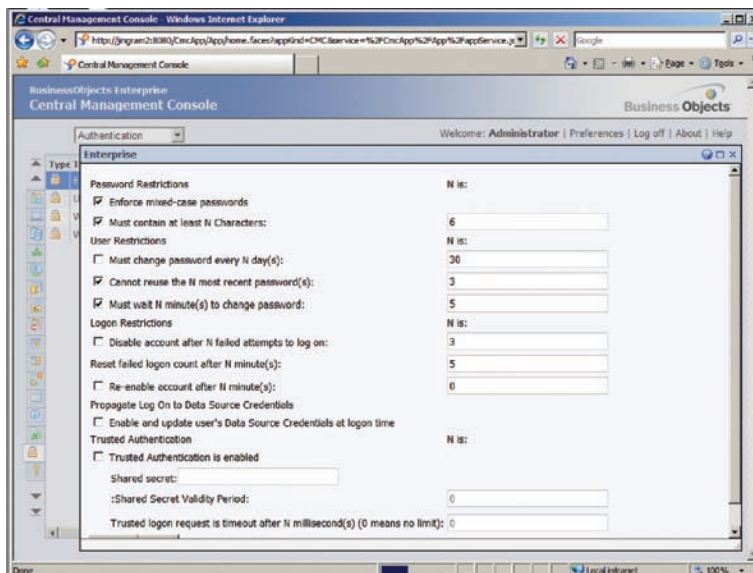 Central Management Console - Windows Internet Explorer
http://jingram2:8080/CmcApp/App/home.faces?appKind=CMC&service=%2FCmcApp%2FApp%2FappService.js
Google
Central Management Console
Page Tools
BusinessObjects Enterprise
Central Management Console
Business Objects
Authentication
Welcome: Administrator | Preferences | Log off | About | Help
Type T
Enterprise
Password Restrictions N is:
Enforce mixed-case passwords
Must contain at least N Characters: 6
User Restrictions N is:
Must change password every N day(s): 30
Cannot reuse the N most recent password(s): 3
Must wait N minute(s) to change password: 5
Logon Restrictions N is:
Disable account after N failed attempts to log on: 3
Reset failed logon count after N minute(s): 5
Re-enable account after N minute(s): 0
Propagate Log On to Data Source Credentials
Enable and update user's Data Source Credentials at logon time
Trusted Authentication N is:
Trusted Authentication is enabled
Shared secret:
:Shared Secret Validity Period: 0
Trusted logon request is timeout after N millisecond(s) (0 means no limit): 0
Done Local intranet 100%